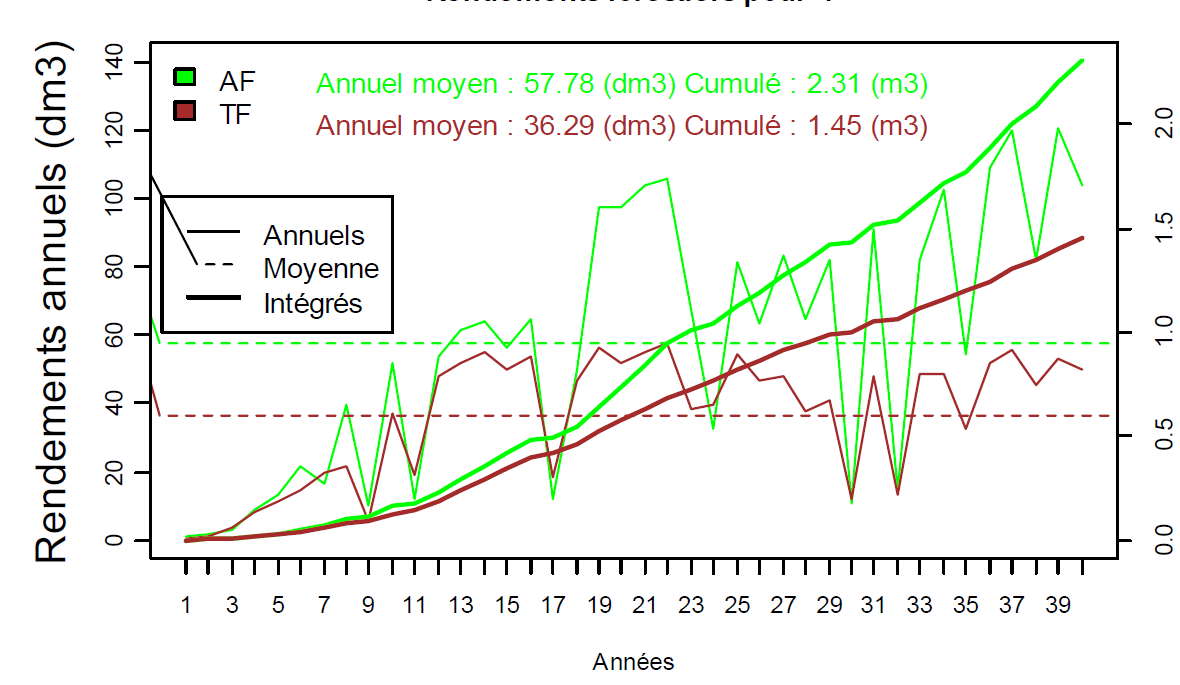 Rendements forestiers pour
Rendements annuels (dm3)
140
120
100
80
60
40
20
0
AF
TF
Annuel moyen : 57.78 (dm3) Cumulé : 2.31 (m3)
Annuel moyen : 36.29 (dm3) Cumulé : 1.45 (m3)
Annuels
Moyenne
Intégrés
2.0
1.5
1.0
0.5
0.0
1 3 5 7 9 11 13 15 17 19 21 23 25 27 29 31 33 35 37 39
Années